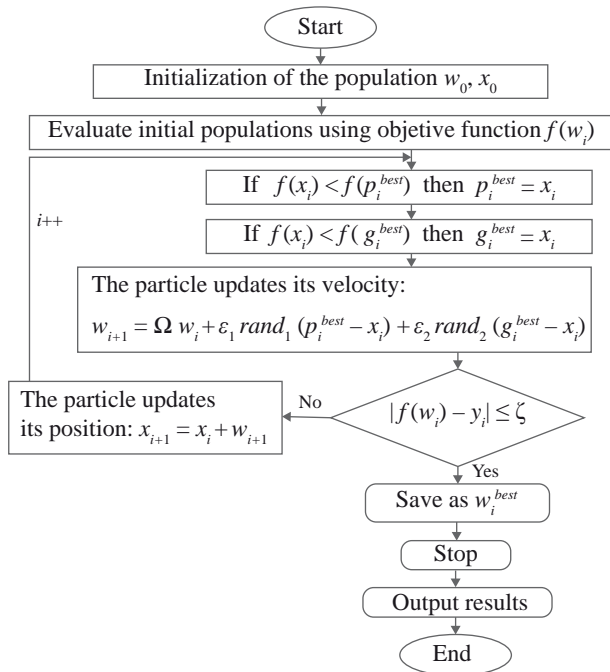 Start
Initialization of the population w₀, x₀
Evaluate initial populations using objetive function f(wᵢ)
If f(xᵢ) < f(pᵢᵇᵉˢᵗ) then pᵢᵇᵉˢᵗ = xᵢ
i++
If f(xᵢ) < f( gᵢᵇᵉˢᵗ) then gᵢᵇᵉˢᵗ = xᵢ
The particle updates its velocity:
wᵢ₊₁ = Ω wᵢ + ε₁ rand₁ (pᵢᵇᵉˢᵗ − xᵢ) + ε₂ rand₂ (gᵢᵇᵉˢᵗ − xᵢ)
The particle updates
its position: xᵢ₊₁ = xᵢ + wᵢ₊₁
No
|f(wᵢ) − yᵢ| ≤ ζ
Yes
Save as wᵢᵇᵉˢᵗ
Stop
Output results
End